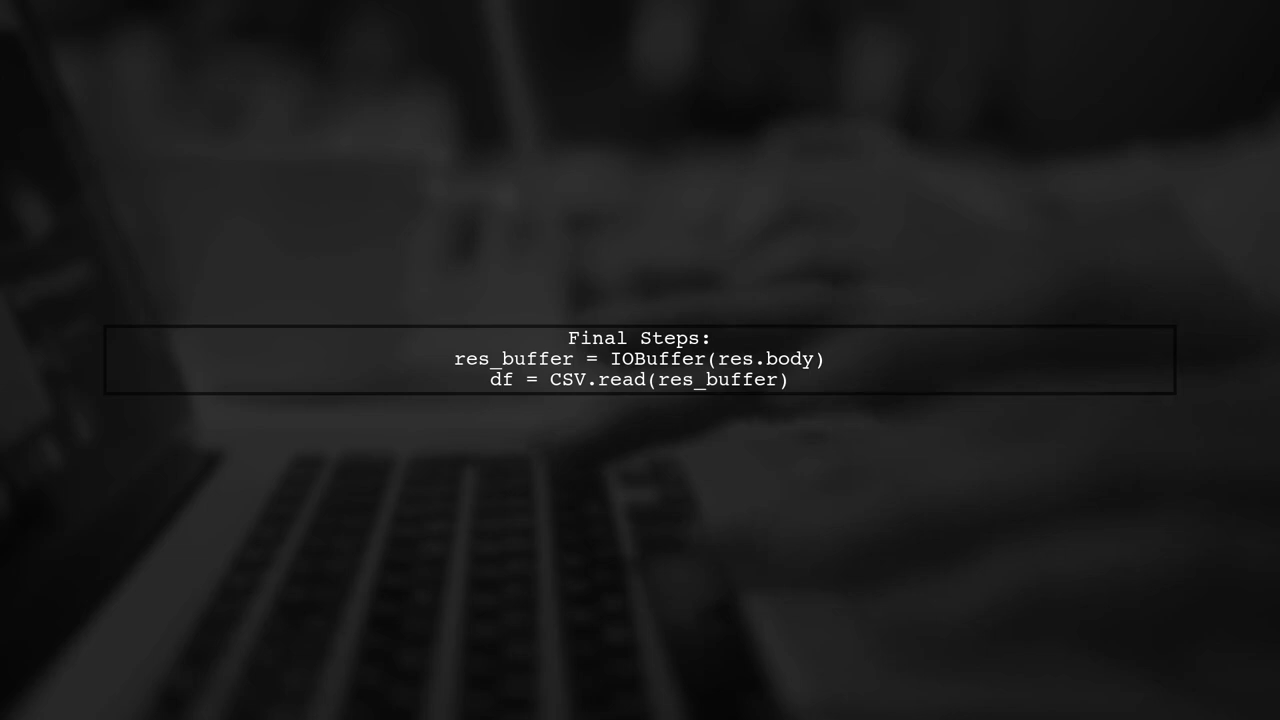 Final Steps:
res_buffer = IOBuffer(res.body)
df = CSV.read(res_buffer)